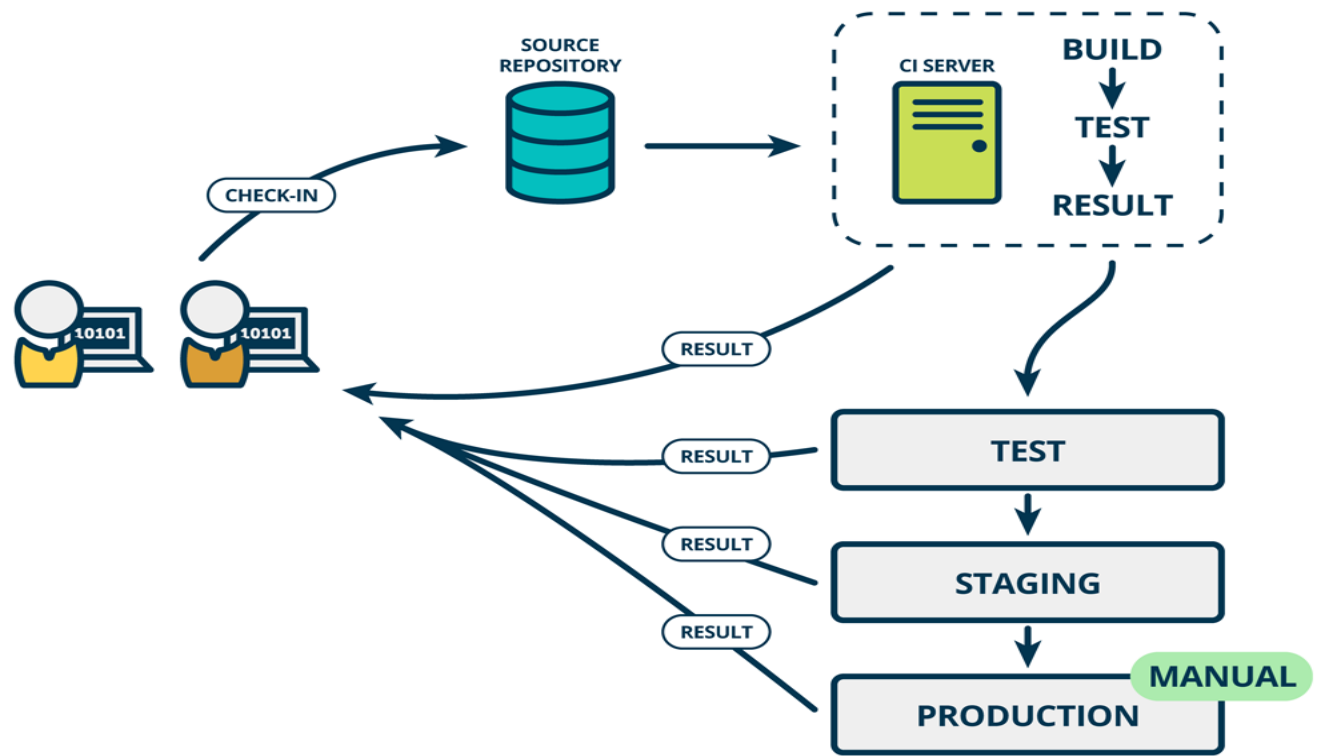 SOURCE
REPOSITORY
CI SERVER
BUILD
TEST
RESULT
CHECK-IN
10101
10101
RESULT
RESULT
RESULT
RESULT
TEST
STAGING
MANUAL
PRODUCTION